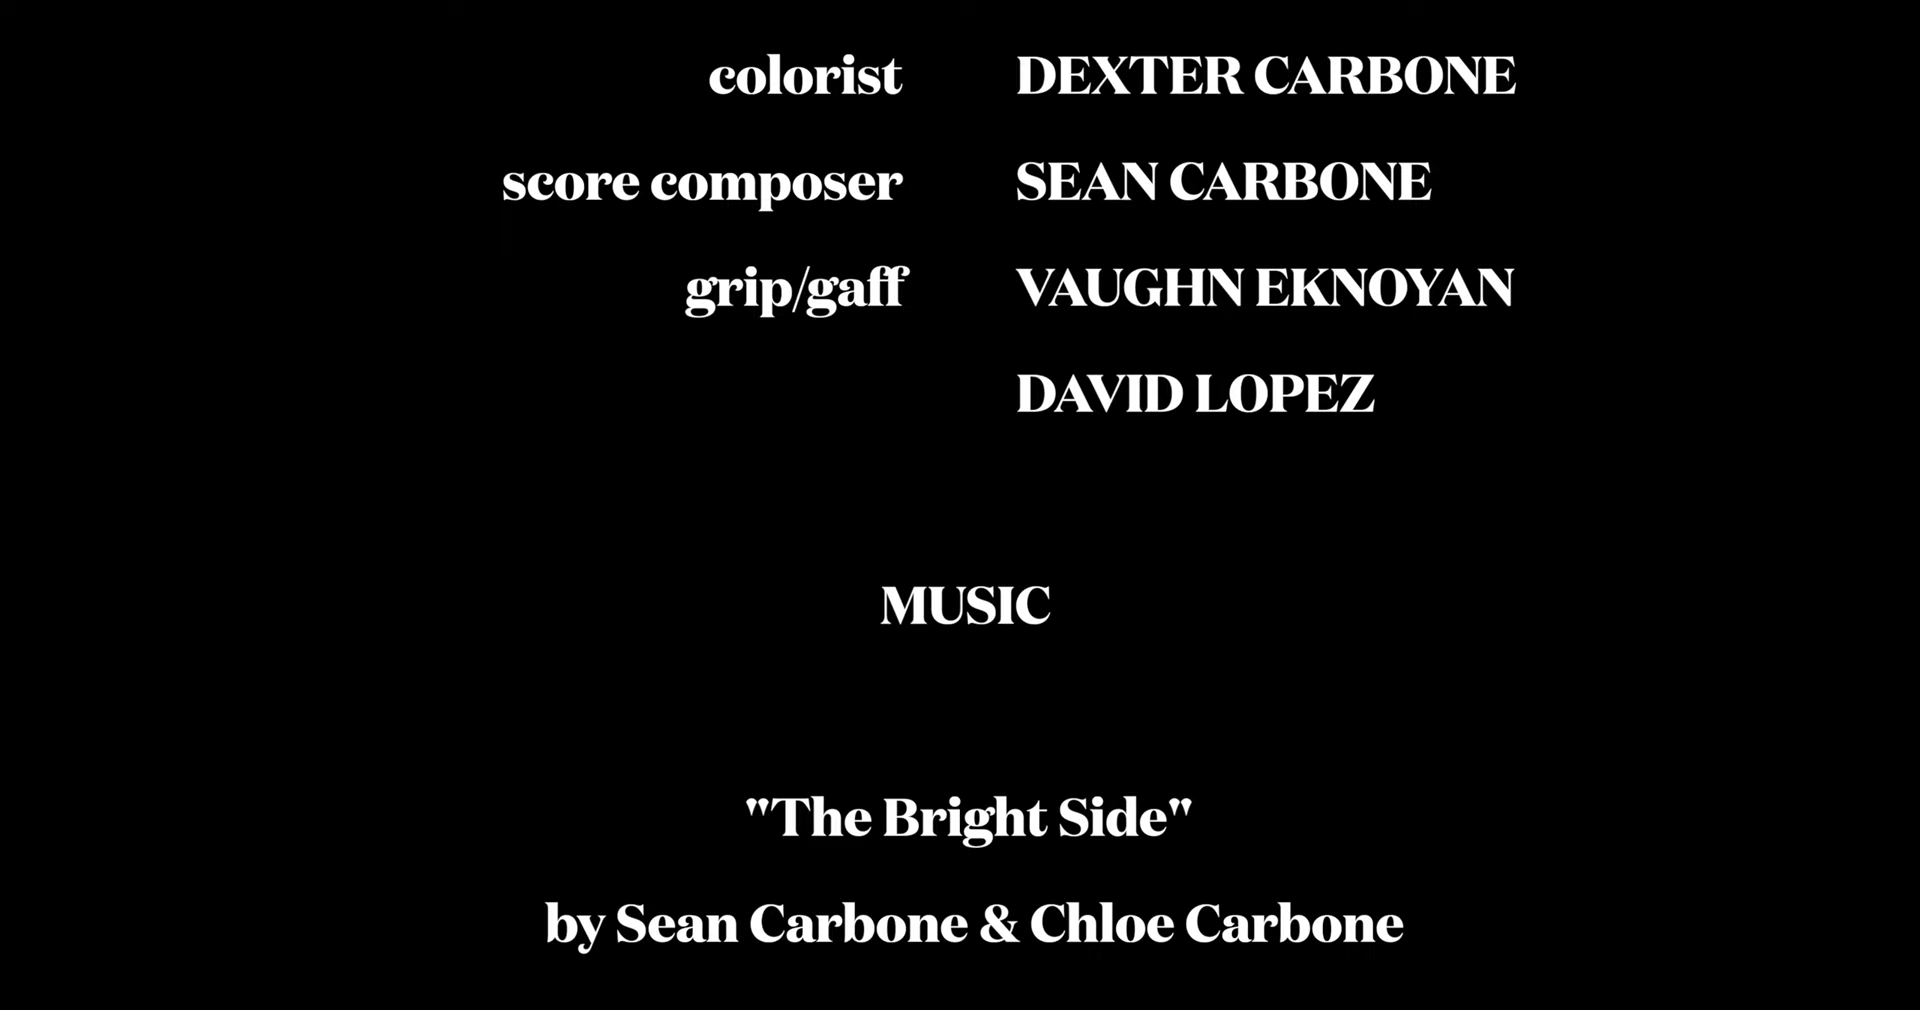 colorist DEXTER CARBONE
score composer SEAN CARBONE
grip/gaff VAUGHN EKNOYAN
DAVID LOPEZ
MUSIC
"The Bright Side"
by Sean Carbone & Chloe Carbone